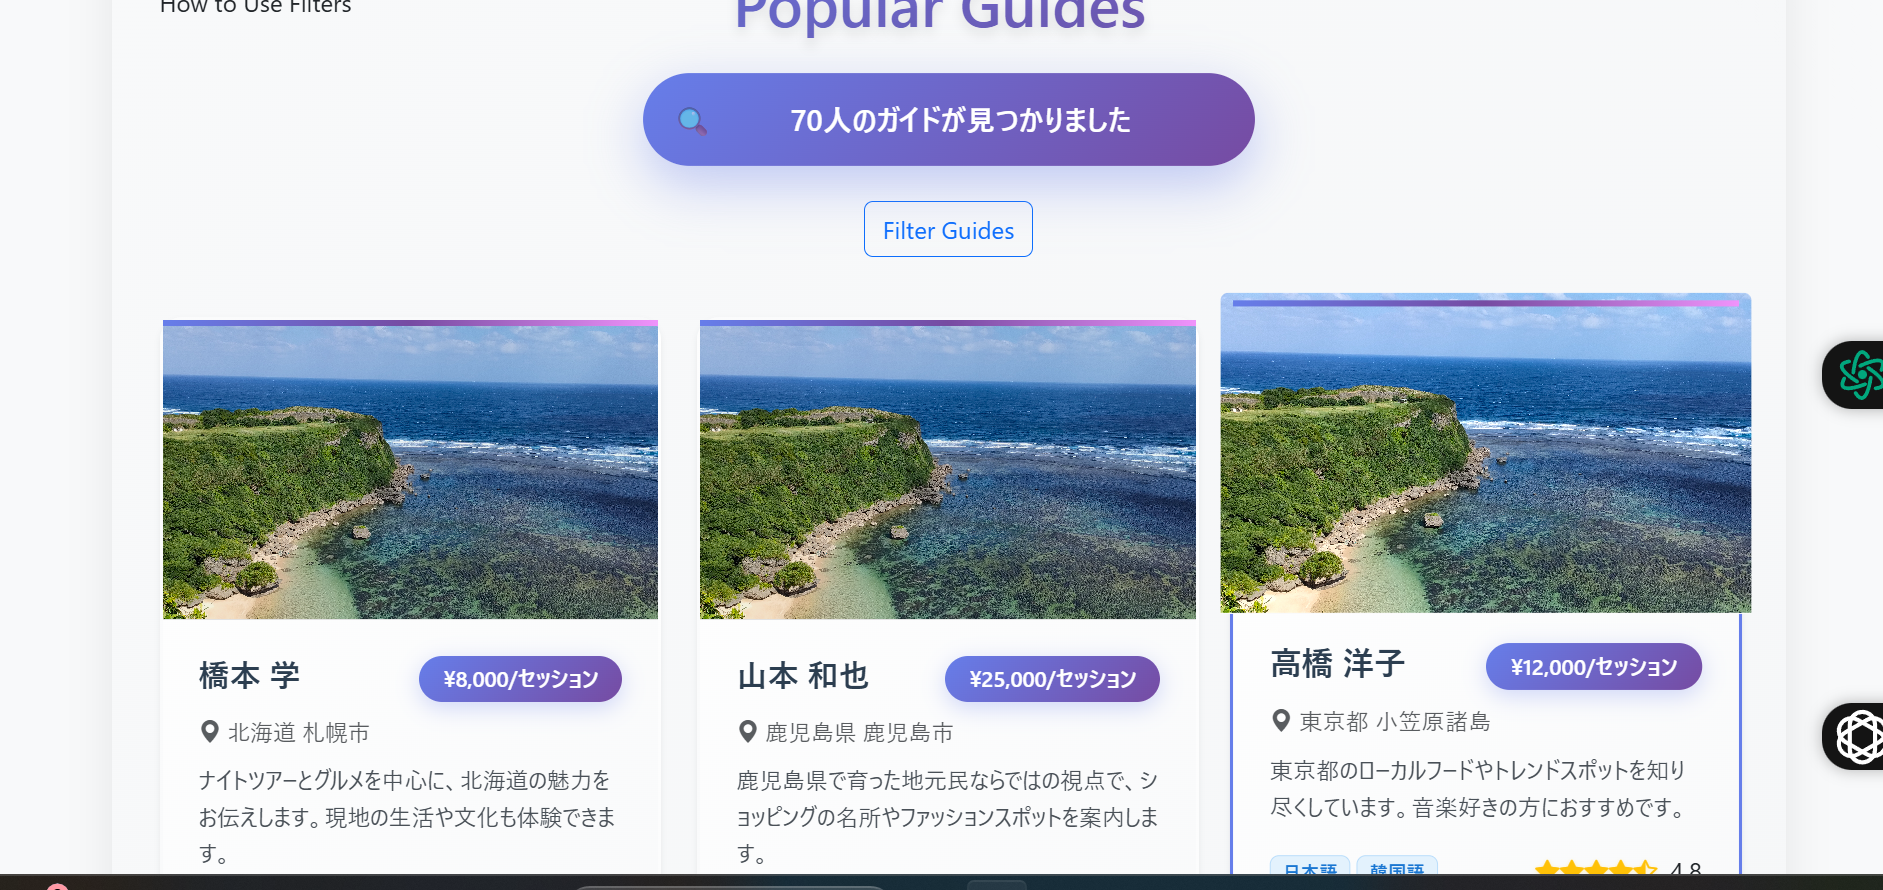 How to Use Filters
Popular Guides
70人のガイドが見つかりました
Filter Guides
橋本 学
¥8,000/セッション
北海道 札幌市
ナイトツアーとグルメを中心に、北海道の魅力を
お伝えします。現地の生活や文化も体験できま
す。
山本 和也
¥25,000/セッション
鹿児島県 鹿児島市
鹿児島県で育った地元民ならではの視点で、シ
ョッピングの名所やファッションスポットを案内しま
す。
高橋 洋子
¥12,000/セッション
東京都 小笠原諸島
東京都のローカルフードやトレンドスポットを知り
尽くしています。音楽好きの方におすすめです。
日本語 韓国語 4.8